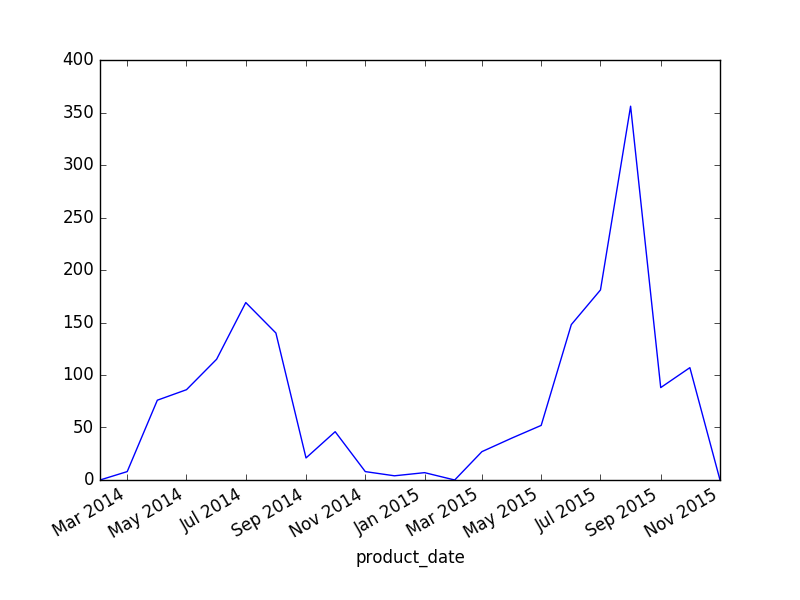 400
350
300
250
200
150
100
50
0
Mar 2014
May 2014
Jul 2014
Sep 2014
Nov 2014
Jan 2015
Mar 2015
May 2015
Jul 2015
Sep 2015
Nov 2015
product_date